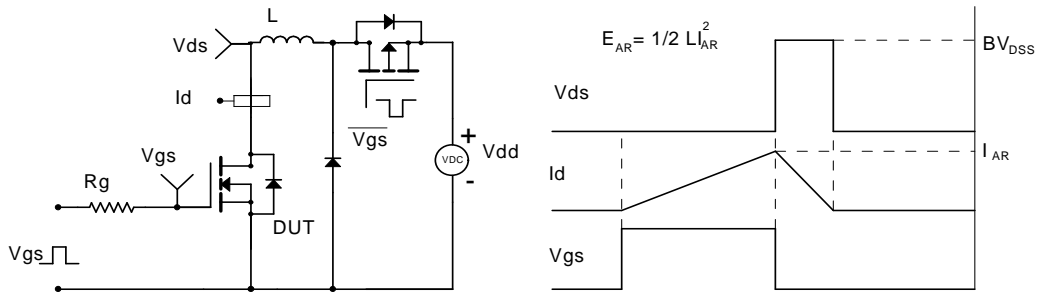 L
Vds
Id
Vgs
Vgs
+
VDC
Vdd
-
Vgs
Rg
DUT
Vgs
E_AR = 1/2 LI_AR^2
BV_DSS
Vds
I_AR
Id
Vgs